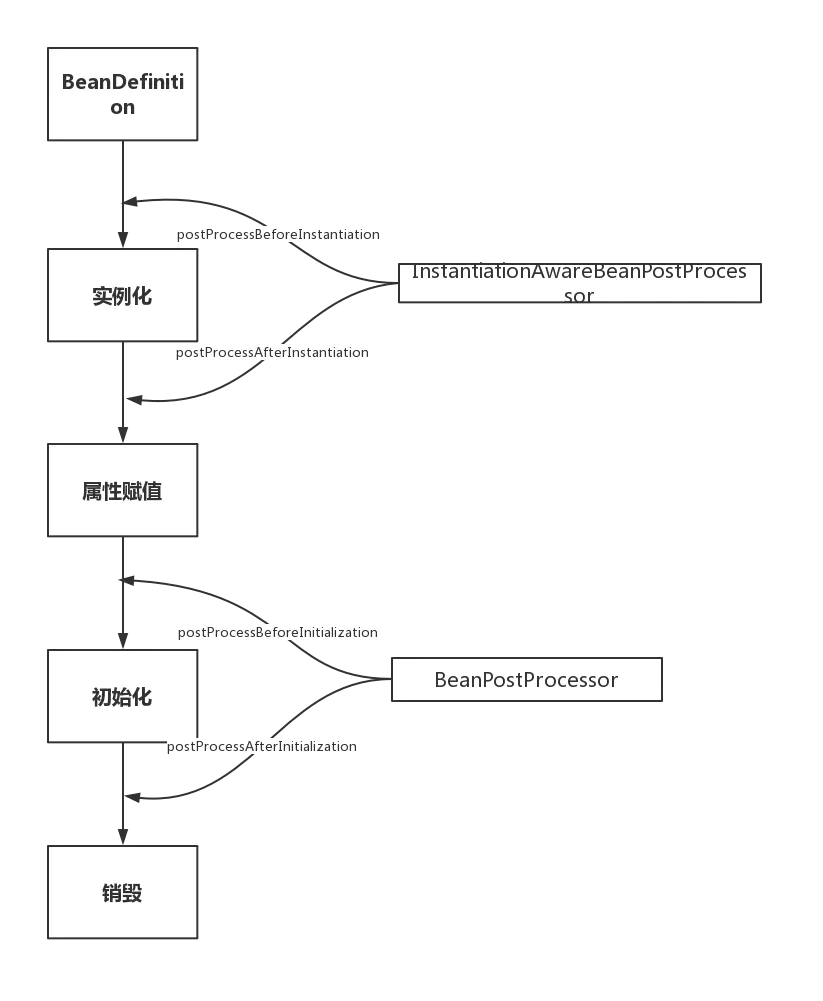 BeanDefiniti
on
postProcessBeforeInstantiation
InstantiationAwareBeanPostProces
sor
实例化
postProcessAfterInstantiation
属性赋值
postProcessBeforeInitialization
BeanPostProcessor
初始化
postProcessAfterInitialization
销毁